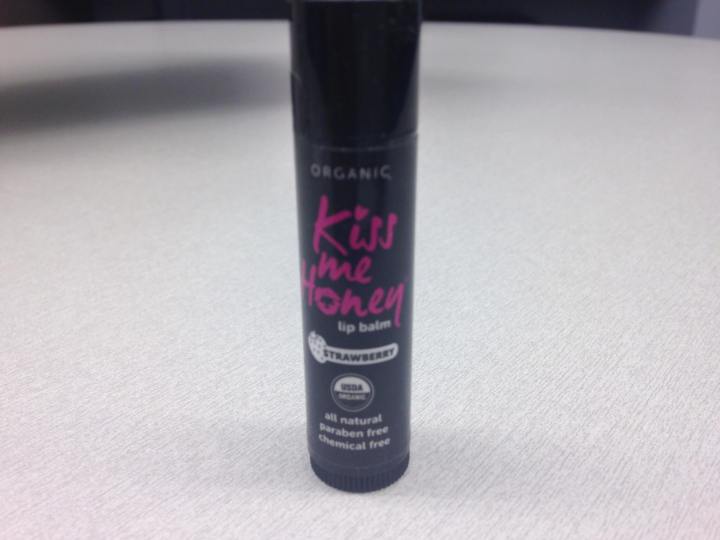 ORGANIC
Kiss
me
Honey
lip balm
STRAWBERRY
USDA
ORGANIC
all natural
paraben free
chemical free